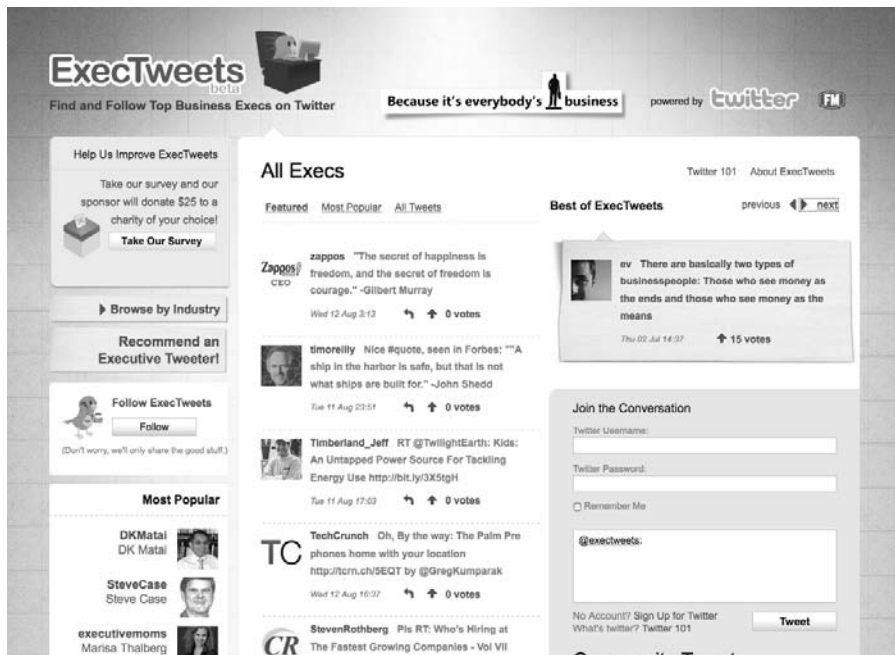 ExecTweets
beta
Find and Follow Top Business Execs on Twitter
Because it's everybody's business
powered by twitter
FM
Help Us Improve ExecTweets
Take our survey and our
sponsor will donate $25 to a
charity of your choice!
Take Our Survey
Browse by Industry
Recommend an
Executive Tweeter!
Follow ExecTweets
Follow
(Don't worry, we'll only share the good stuff.)
Most Popular
DKMatai
DK Matai
SteveCase
Steve Case
executivemoms
Marisa Thalberg
All Execs
Featured Most Popular All Tweets
Zappos
CEO
zappos "The secret of happiness is
freedom, and the secret of freedom is
courage." -Gilbert Murray
Wed 12 Aug 3:13 0 votes
timoreilly Nice #quote, seen in Forbes: ""A
ship in the harbor is safe, but that is not
what ships are built for." -John Shedd
Tue 11 Aug 23:51 0 votes
Timberland_Jeff RT @TwilightEarth: Kids:
An Untapped Power Source For Tackling
Energy Use http://bit.ly/3X5tgH
Tue 11 Aug 17:03 0 votes
TC
TechCrunch Oh, By the way: The Palm Pre
phones home with your location
http://tcrn.ch/5EQT by @GregKumparak
Wed 12 Aug 16:37 0 votes
CR
StevenRothberg Pls RT: Who's Hiring at
The Fastest Growing Companies - Vol VII
Twitter 101 About ExecTweets
Best of ExecTweets previous next
ev There are basically two types of
businesspeople: Those who see money as
the ends and those who see money as the
means
Thu 02 Jul 14:37 15 votes
Join the Conversation
Twitter Username:
Twitter Password:
Remember Me
@exectweets:
No Account? Sign Up for Twitter
What's twitter? Twitter 101
Tweet